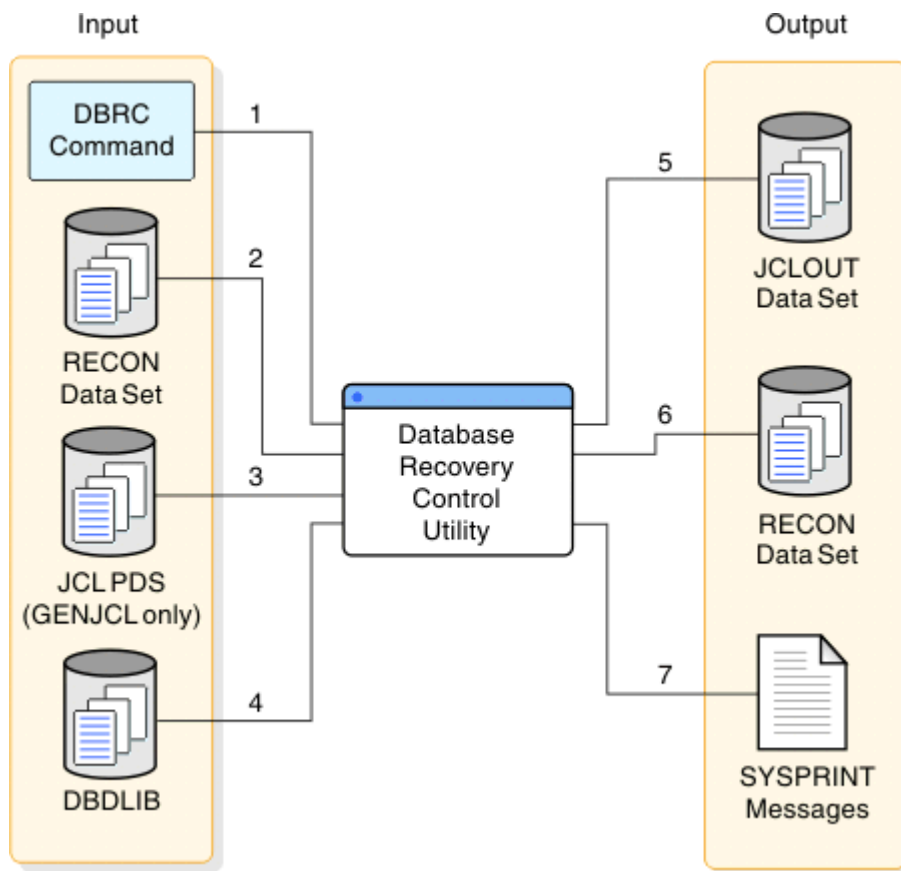 Input
Output
DBRC
Command
1
RECON
Data Set
2
JCL PDS
(GENJCL only)
3
DBDLIB
4
Database
Recovery
Control
Utility
5
JCLOUT
Data Set
6
RECON
Data Set
7
SYSPRINT
Messages